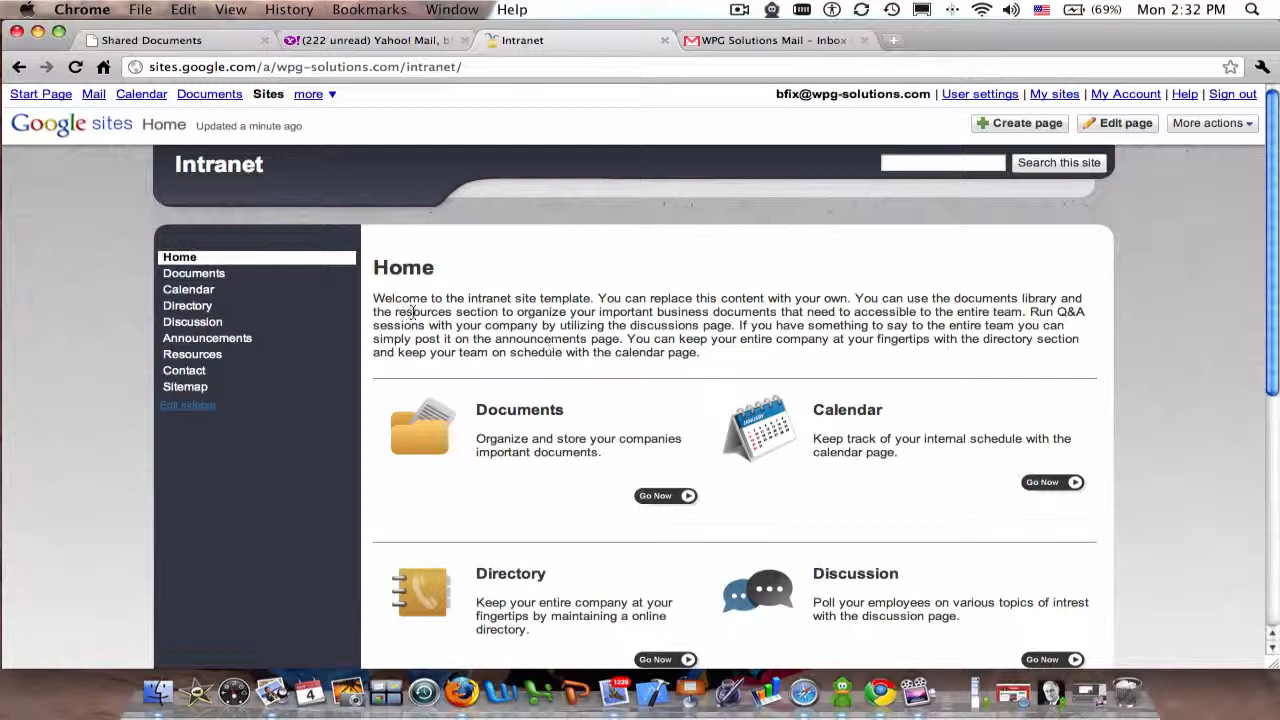 Chrome File Edit View History Bookmarks Window Help (69%) Mon 2:32 PM
Shared Documents (222 unread) Yahoo! Mail, b Intranet WPG Solutions Mail - Inbox
sites.google.com/a/wpg-solutions.com/intranet/
Start Page Mail Calendar Documents Sites more ▼ bfix@wpg-solutions.com | User settings | My sites | My Account | Help | Sign out
Google sites Home Updated a minute ago Create page Edit page More actions
Intranet Search this site
Home
Documents
Calendar
Directory
Discussion
Announcements
Resources
Contact
Sitemap
Edit sidebar
Home
Welcome to the intranet site template. You can replace this content with your own. You can use the documents library and
the resources section to organize your important business documents that need to accessible to the entire team. Run Q&A
sessions with your company by utilizing the discussions page. If you have something to say to the entire team you can
simply post it on the announcements page. You can keep your entire company at your fingertips with the directory section
and keep your team on schedule with the calendar page.
Documents
Organize and store your companies
important documents.
Go Now
Calendar
Keep track of your internal schedule with the
calendar page.
Go Now
JANUARY
Directory
Keep your entire company at your
fingertips by maintaining a online
directory.
Go Now
Discussion
Poll your employees on various topics of intrest
with the discussion page.
Go Now
4
1229